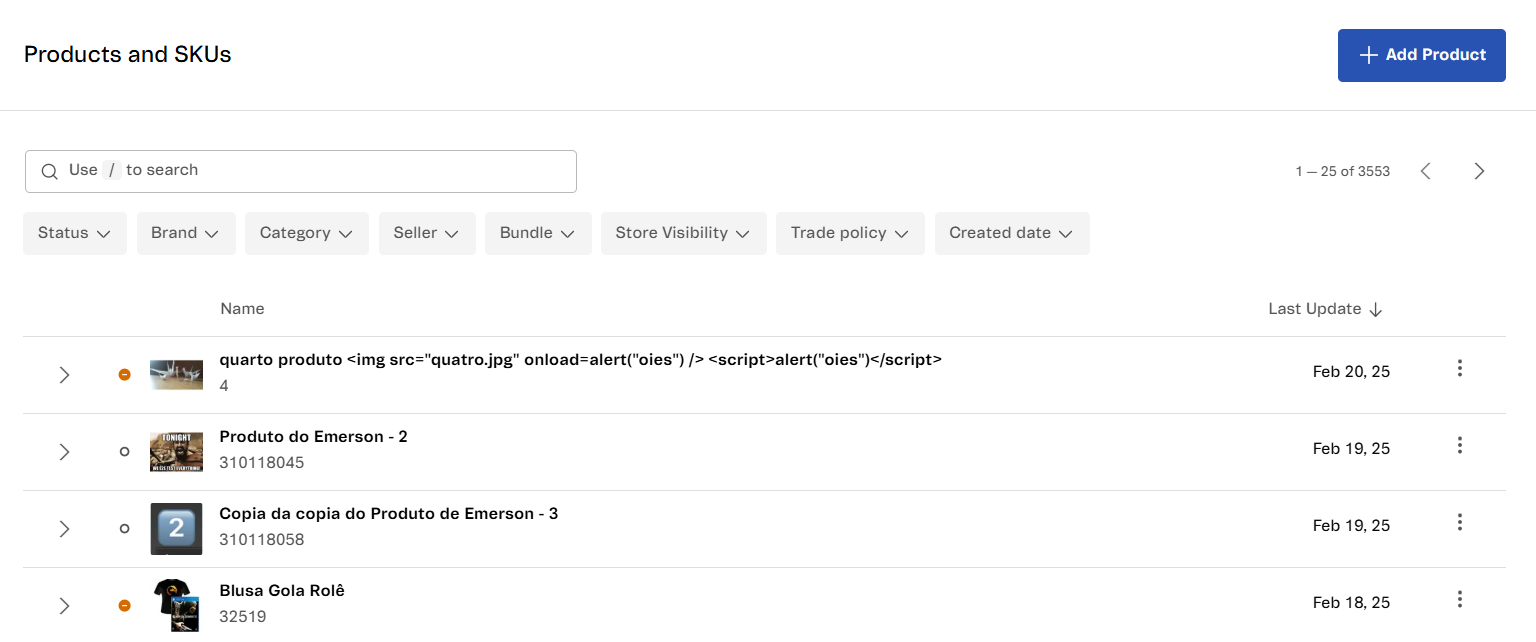 Products and SKUs
Add Product
Use / to search
1 — 25 of 3553
Status
Brand
Category
Seller
Bundle
Store Visibility
Trade policy
Created date
Name
Last Update
quarto produto <img src="quatro.jpg" onload=alert("oies") /> <script>alert("oies")</script>
4
Feb 20, 25
TONIGHT
Produto do Emerson - 2
310118045
Feb 19, 25
2
Copia da copia do Produto de Emerson - 3
310118058
Feb 19, 25
Blusa Gola Rolê
32519
Feb 18, 25